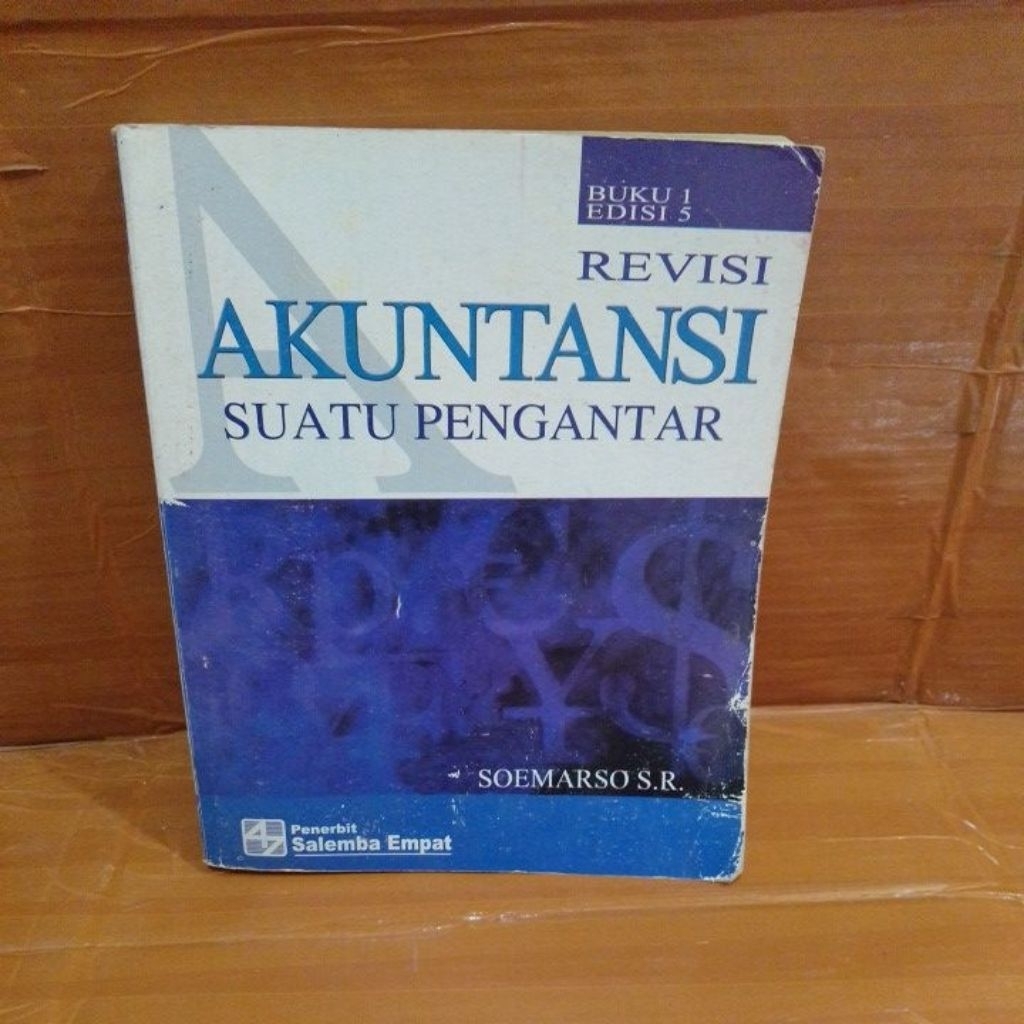 BUKU 1
EDISI 5
REVISI
AKUNTANSI
SUATU PENGANTAR
SOEMARSO S.R.
Penerbit
Salemba Empat